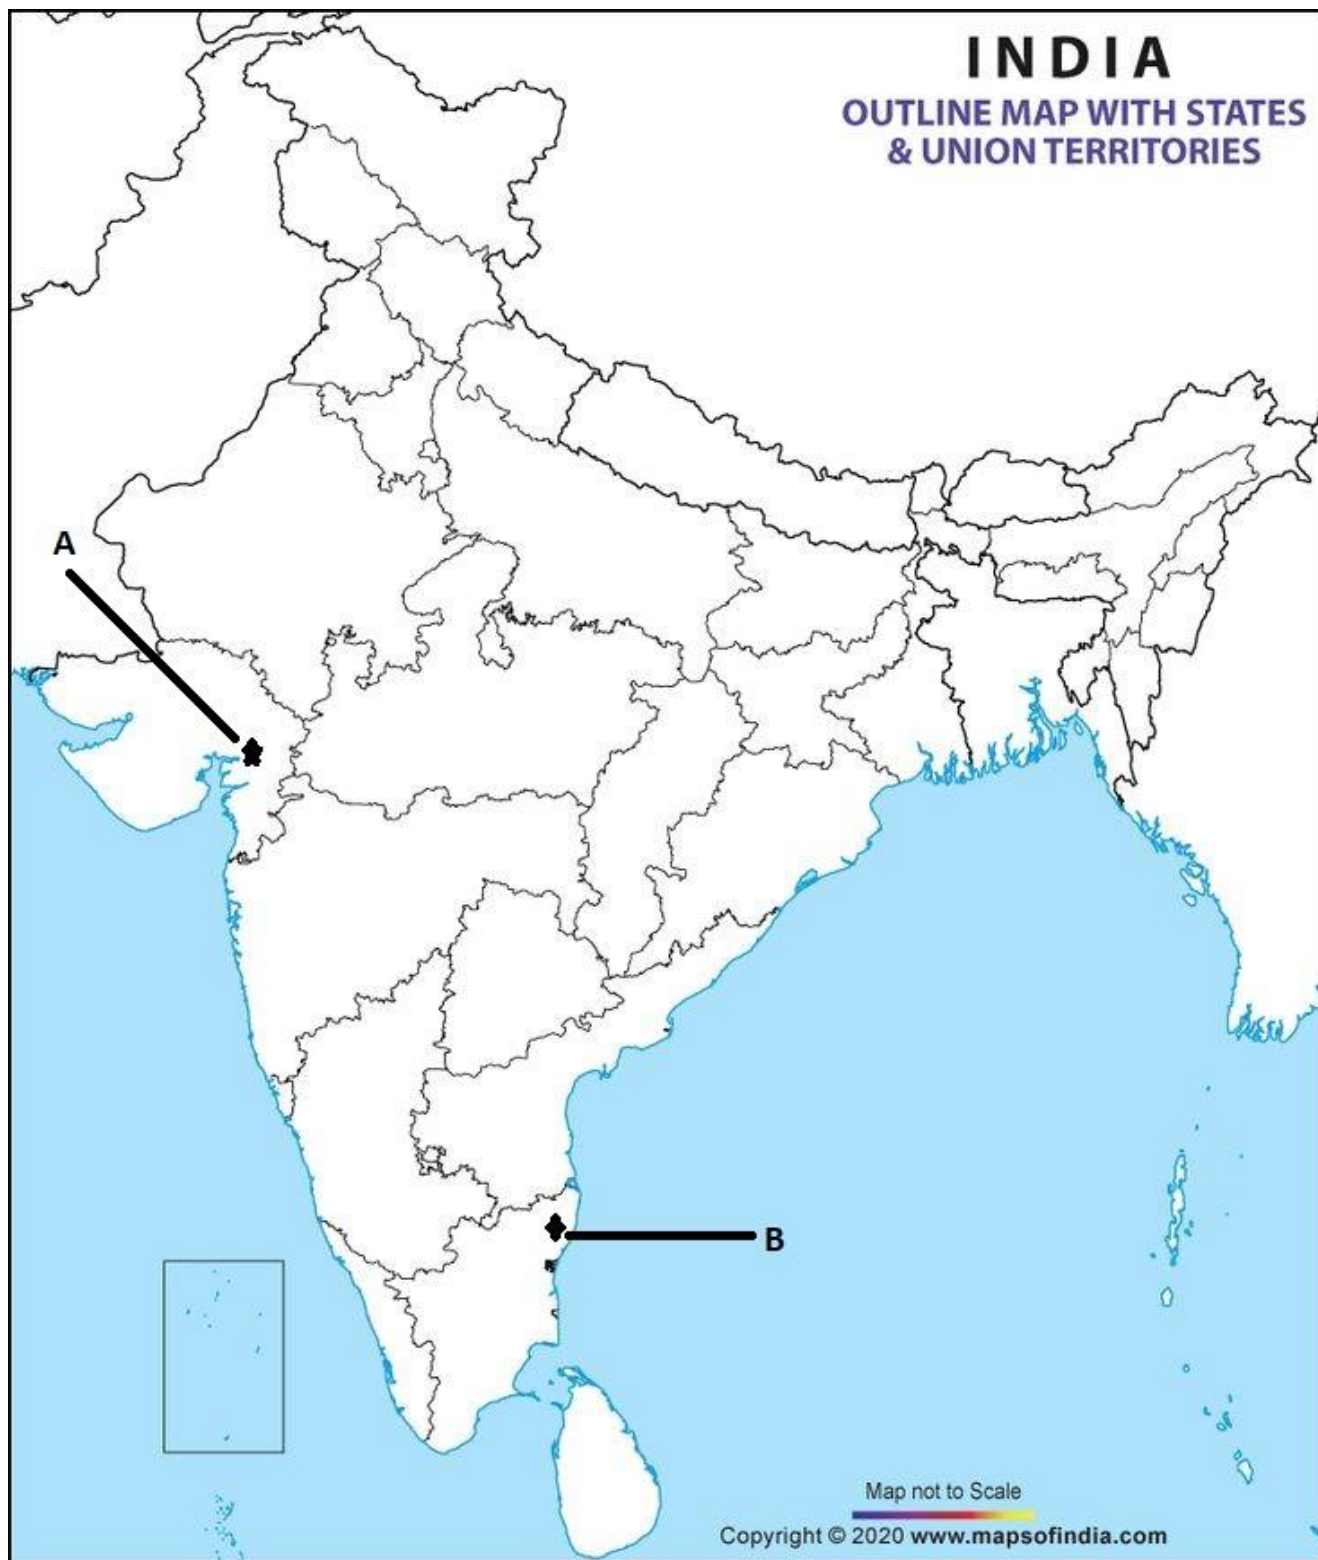 INDIA
OUTLINE MAP WITH STATES
& UNION TERRITORIES
A
B
Map not to Scale
Copyright © 2020 www.mapsofindia.com